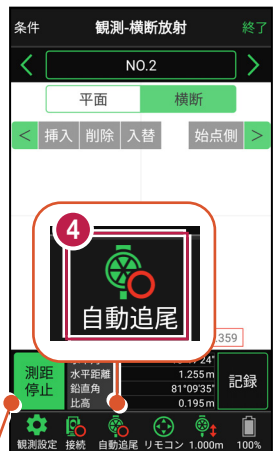 条件 観測-横断放射 終了
< NO.2 >
平面 横断
< 挿入 削除 入替 始点側 >
4
自動追尾
359
測距
停止
24"
水平距離 1.255m
鉛直角 81°09'35"
比高 0.195m
記録
観測設定 接続 自動追尾 リモコン 1.000m 100%